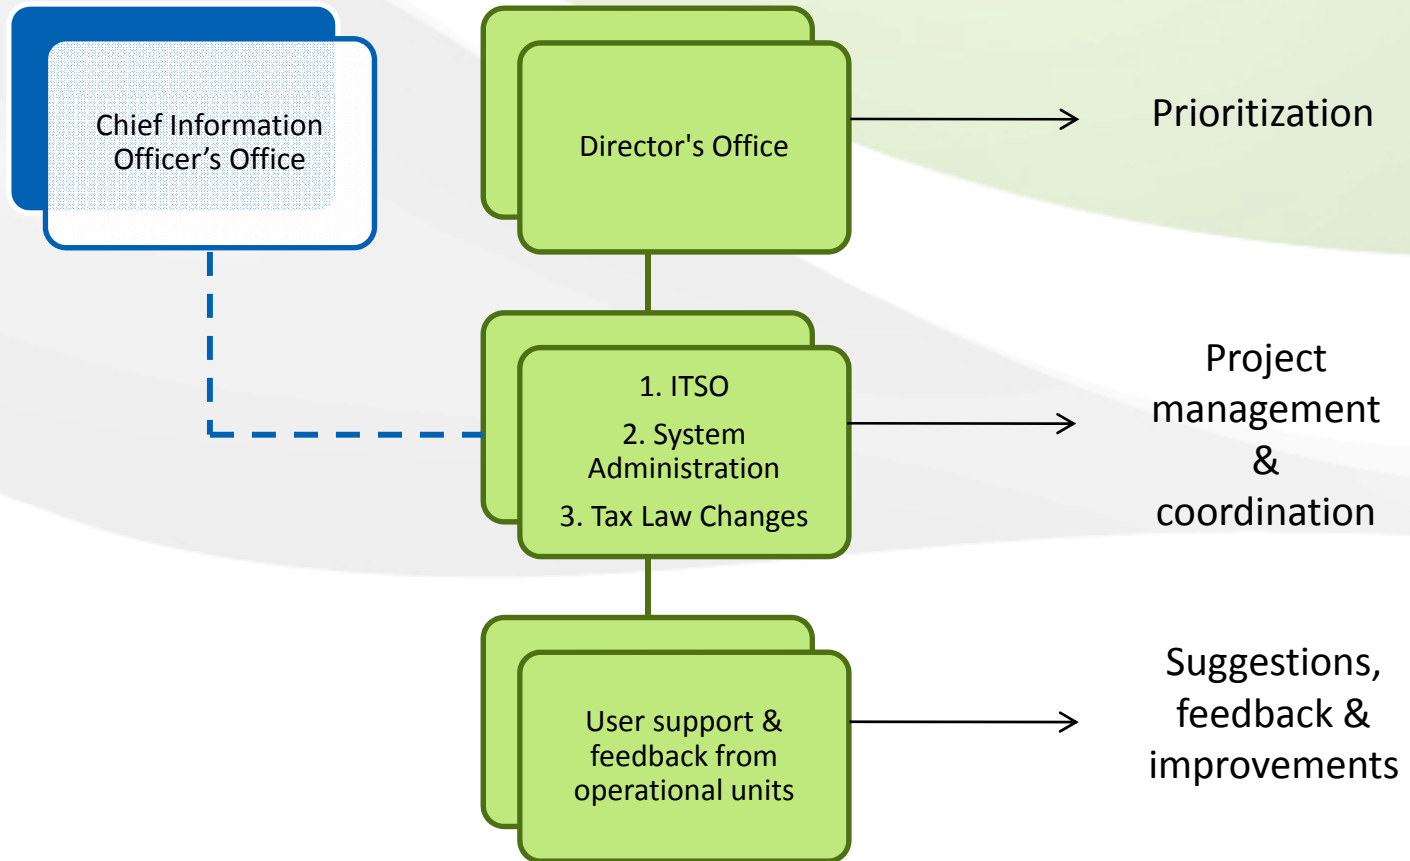 Chief Information
Officer’s Office
Director's Office
Prioritization
1. ITSO
2. System
Administration
3. Tax Law Changes
Project
management
&
coordination
User support &
feedback from
operational units
Suggestions,
feedback &
improvements